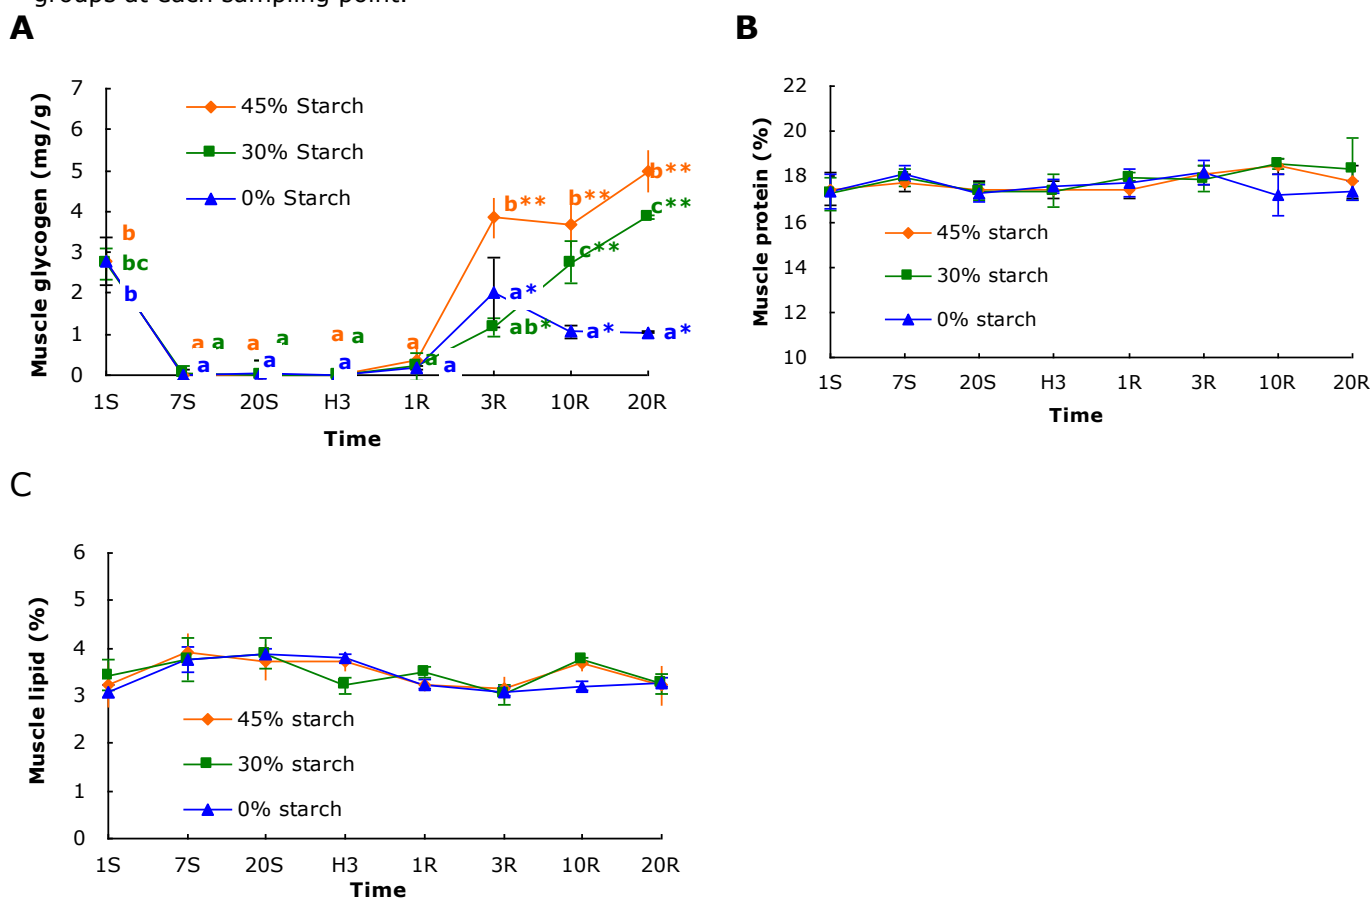 groups at each sampling point.
A
Muscle glycogen (mg/g)
7
6
5
4
3
2
1
0
45% Starch
30% Starch
0% Starch
b
bc
b
a a
a
a a
a
a a
a
a
a
a
b**
a*
ab*
b**
c**
a*
b**
c**
a*
1S 7S 20S H3 1R 3R 10R 20R
Time
B
Muscle protein (%)
22
20
18
16
14
12
10
45% starch
30% starch
0% starch
1S 7S 20S H3 1R 3R 10R 20R
Time
C
Muscle lipid (%)
6
5
4
3
2
1
0
45% starch
30% starch
0% starch
1S 7S 20S H3 1R 3R 10R 20R
Time